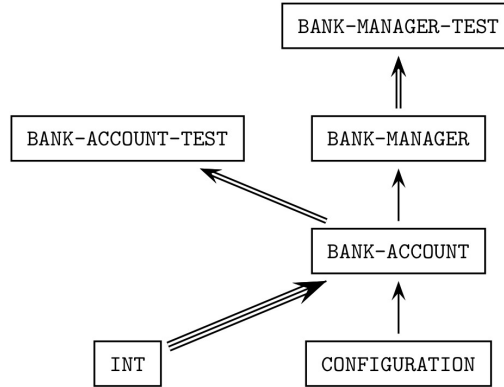 BANK-MANAGER-TEST
BANK-ACCOUNT-TEST
BANK-MANAGER
BANK-ACCOUNT
INT
CONFIGURATION